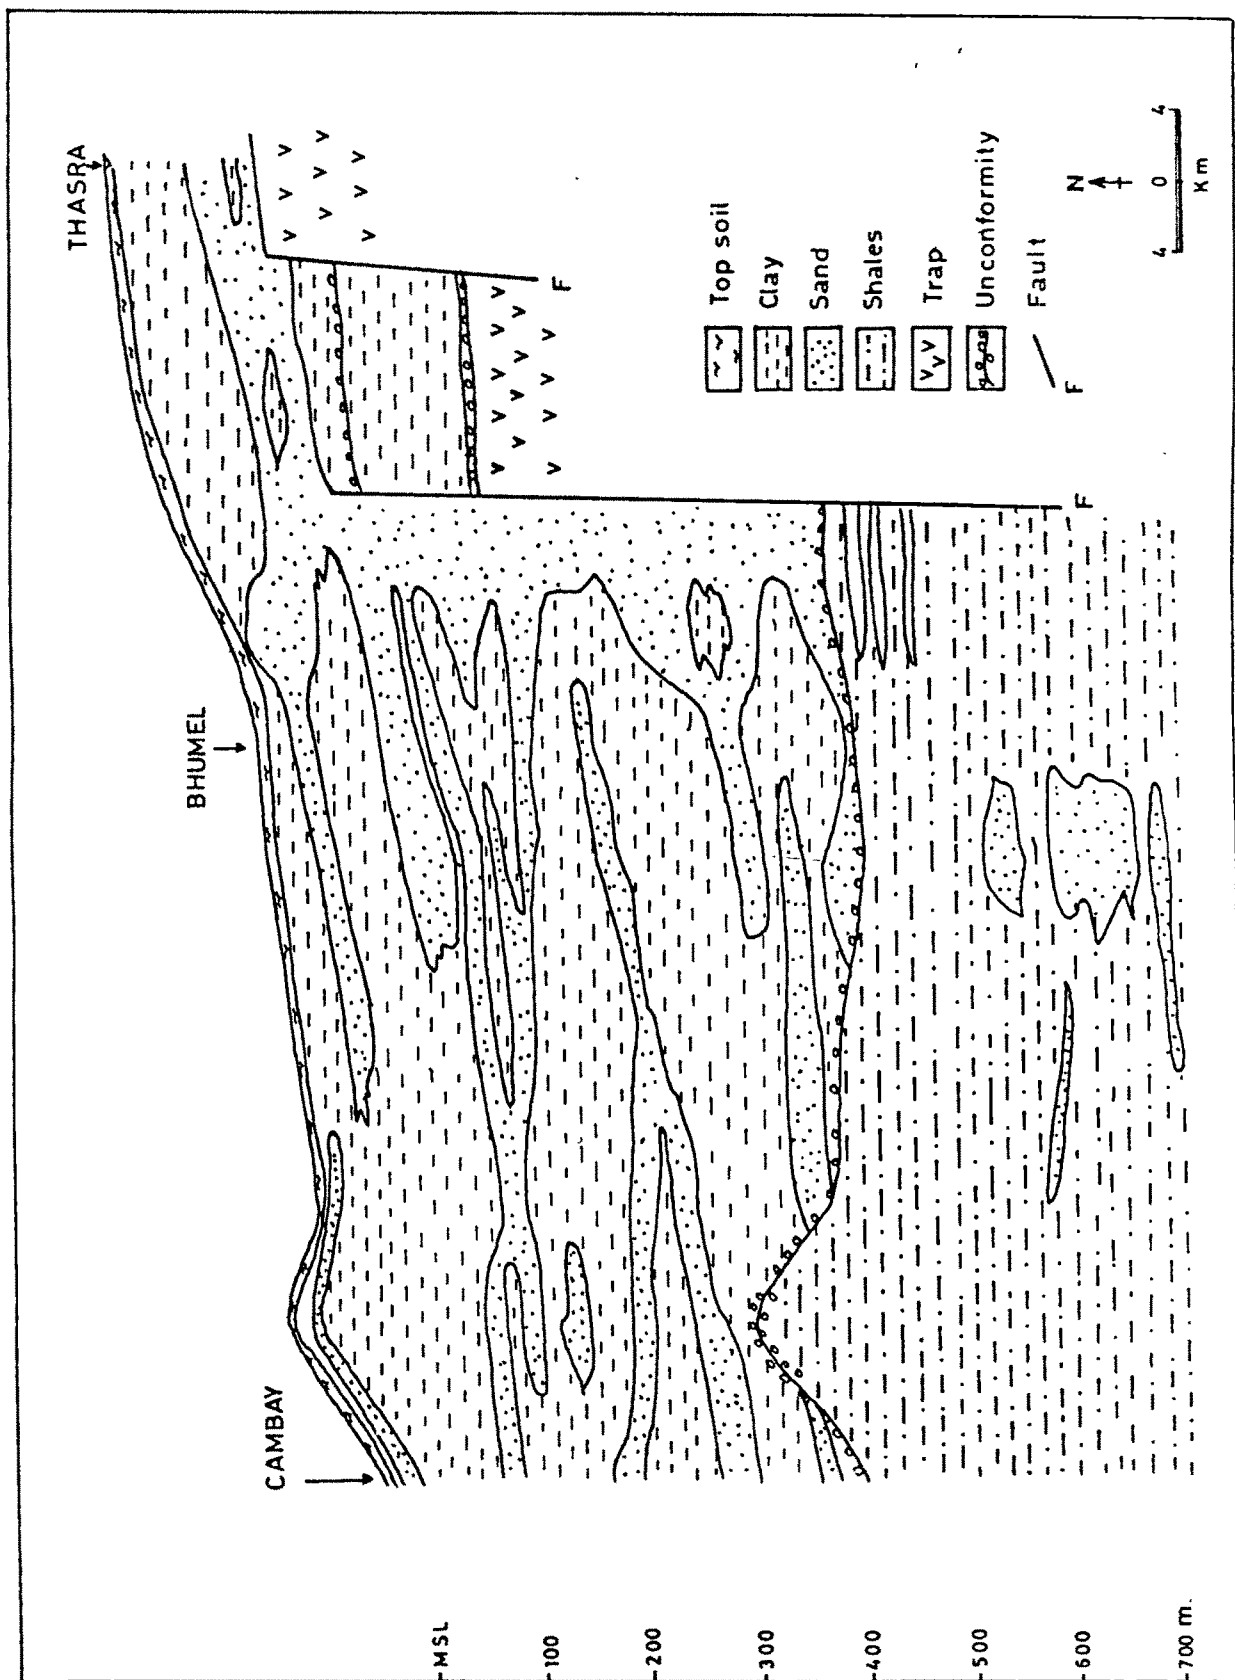 CAMBAY
BHUMEL
THASRA
MSL
100
200
300
400
500
600
700 m.
F
F
Top soil
Clay
Sand
Shales
Trap
Unconformity
F Fault
N
4 0 4
Km